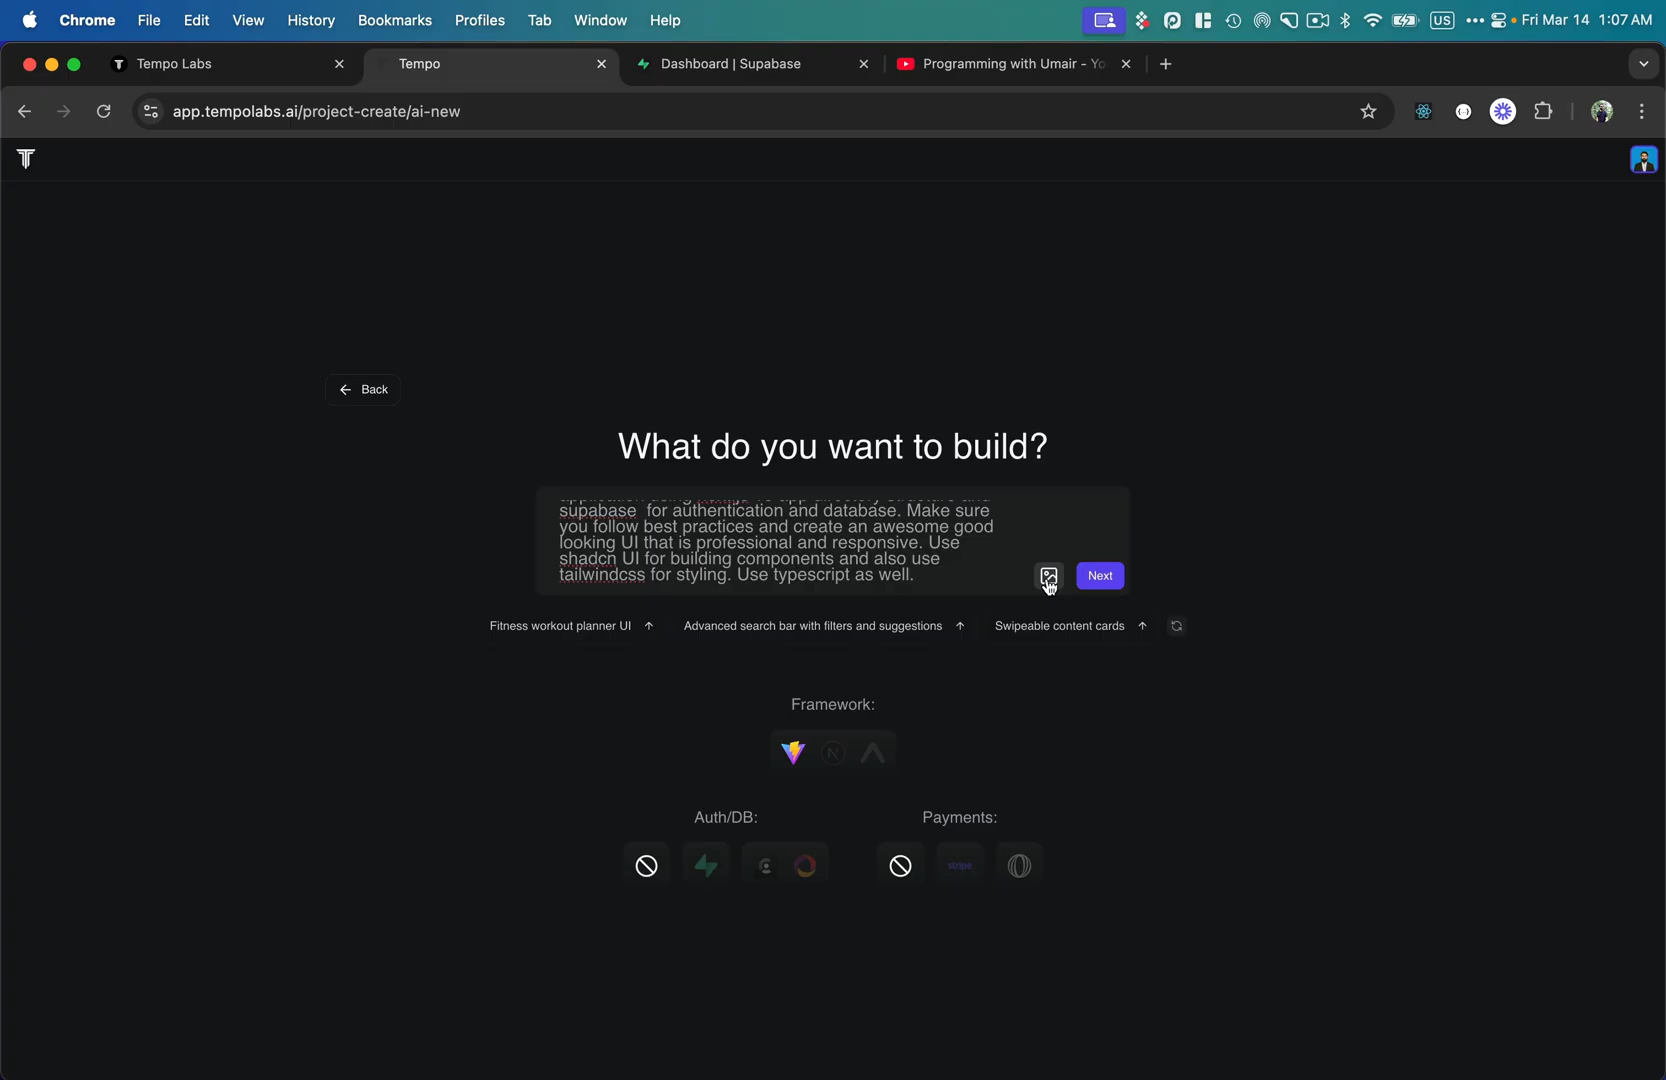 Chrome File Edit View History Bookmarks Profiles Tab Window Help US Fri Mar 14 1:07 AM
Tempo Labs Tempo Dashboard | Supabase Programming with Umair - Yo
app.tempolabs.ai/project-create/ai-new
Back
What do you want to build?
application using
supabase for authentication and database. Make sure
you follow best practices and create an awesome good
looking UI that is professional and responsive. Use
shadcn UI for building components and also use
tailwindcss for styling. Use typescript as well.
Next
Fitness workout planner UI Advanced search bar with filters and suggestions Swipeable content cards
Framework:
Auth/DB: Payments:
stripe